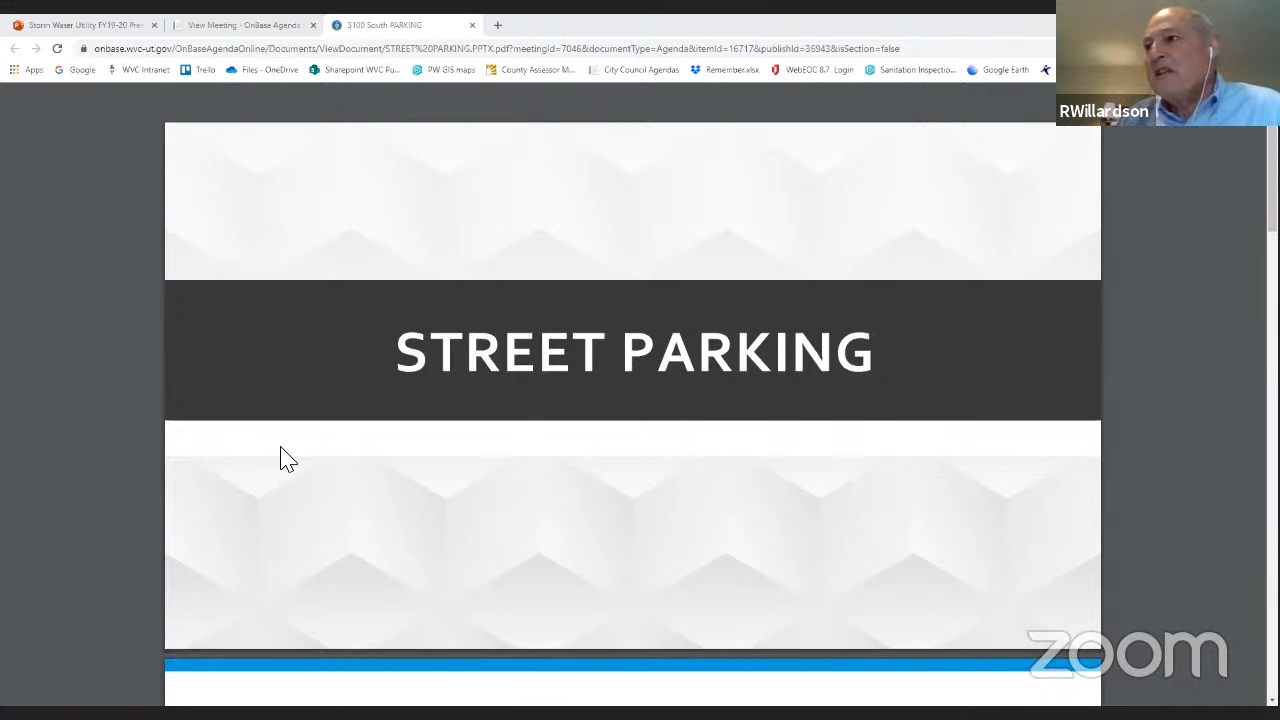 Storm Water Utility FY19-20 Pre
View Meeting - OnBase Agenda
3100 South PARKING
onbase.wvc-ut.gov/OnBaseAgendaOnline/Documents/ViewDocument/STREET%20PARKING.PPTX.pdf?meetingId=7046&documentType=Agenda&itemId=16717&publishId=36943&isSection=false
Apps
Google
WVC Intranet
Trello
Files - OneDrive
Sharepoint WVC Pu...
PW GIS maps
County Assessor M...
City Council Agendas
Remember.xlsx
WebEOC 8.7 Login
Sanitation Inspectio...
Google Earth
RWillardson
STREET PARKING
zoom